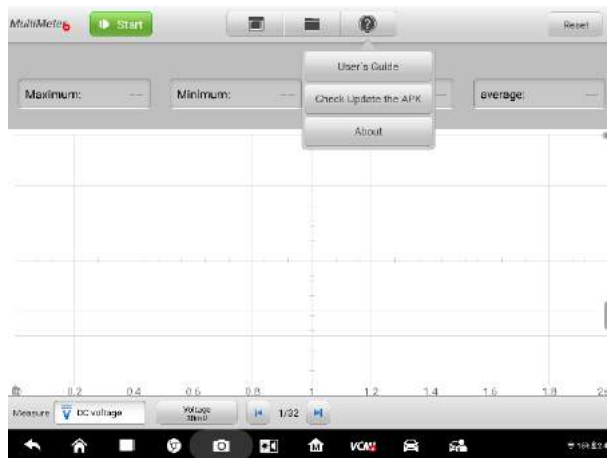 MultiMeter
Start
Reset
User's Guide
Check Update the APK
About
Maximum: --
Minimum: --
--
average: --
0.2 0.4 0.6 0.8 1 1.2 1.4 1.6 1.8
Measure DC voltage
Voltage
1/32
VCMI